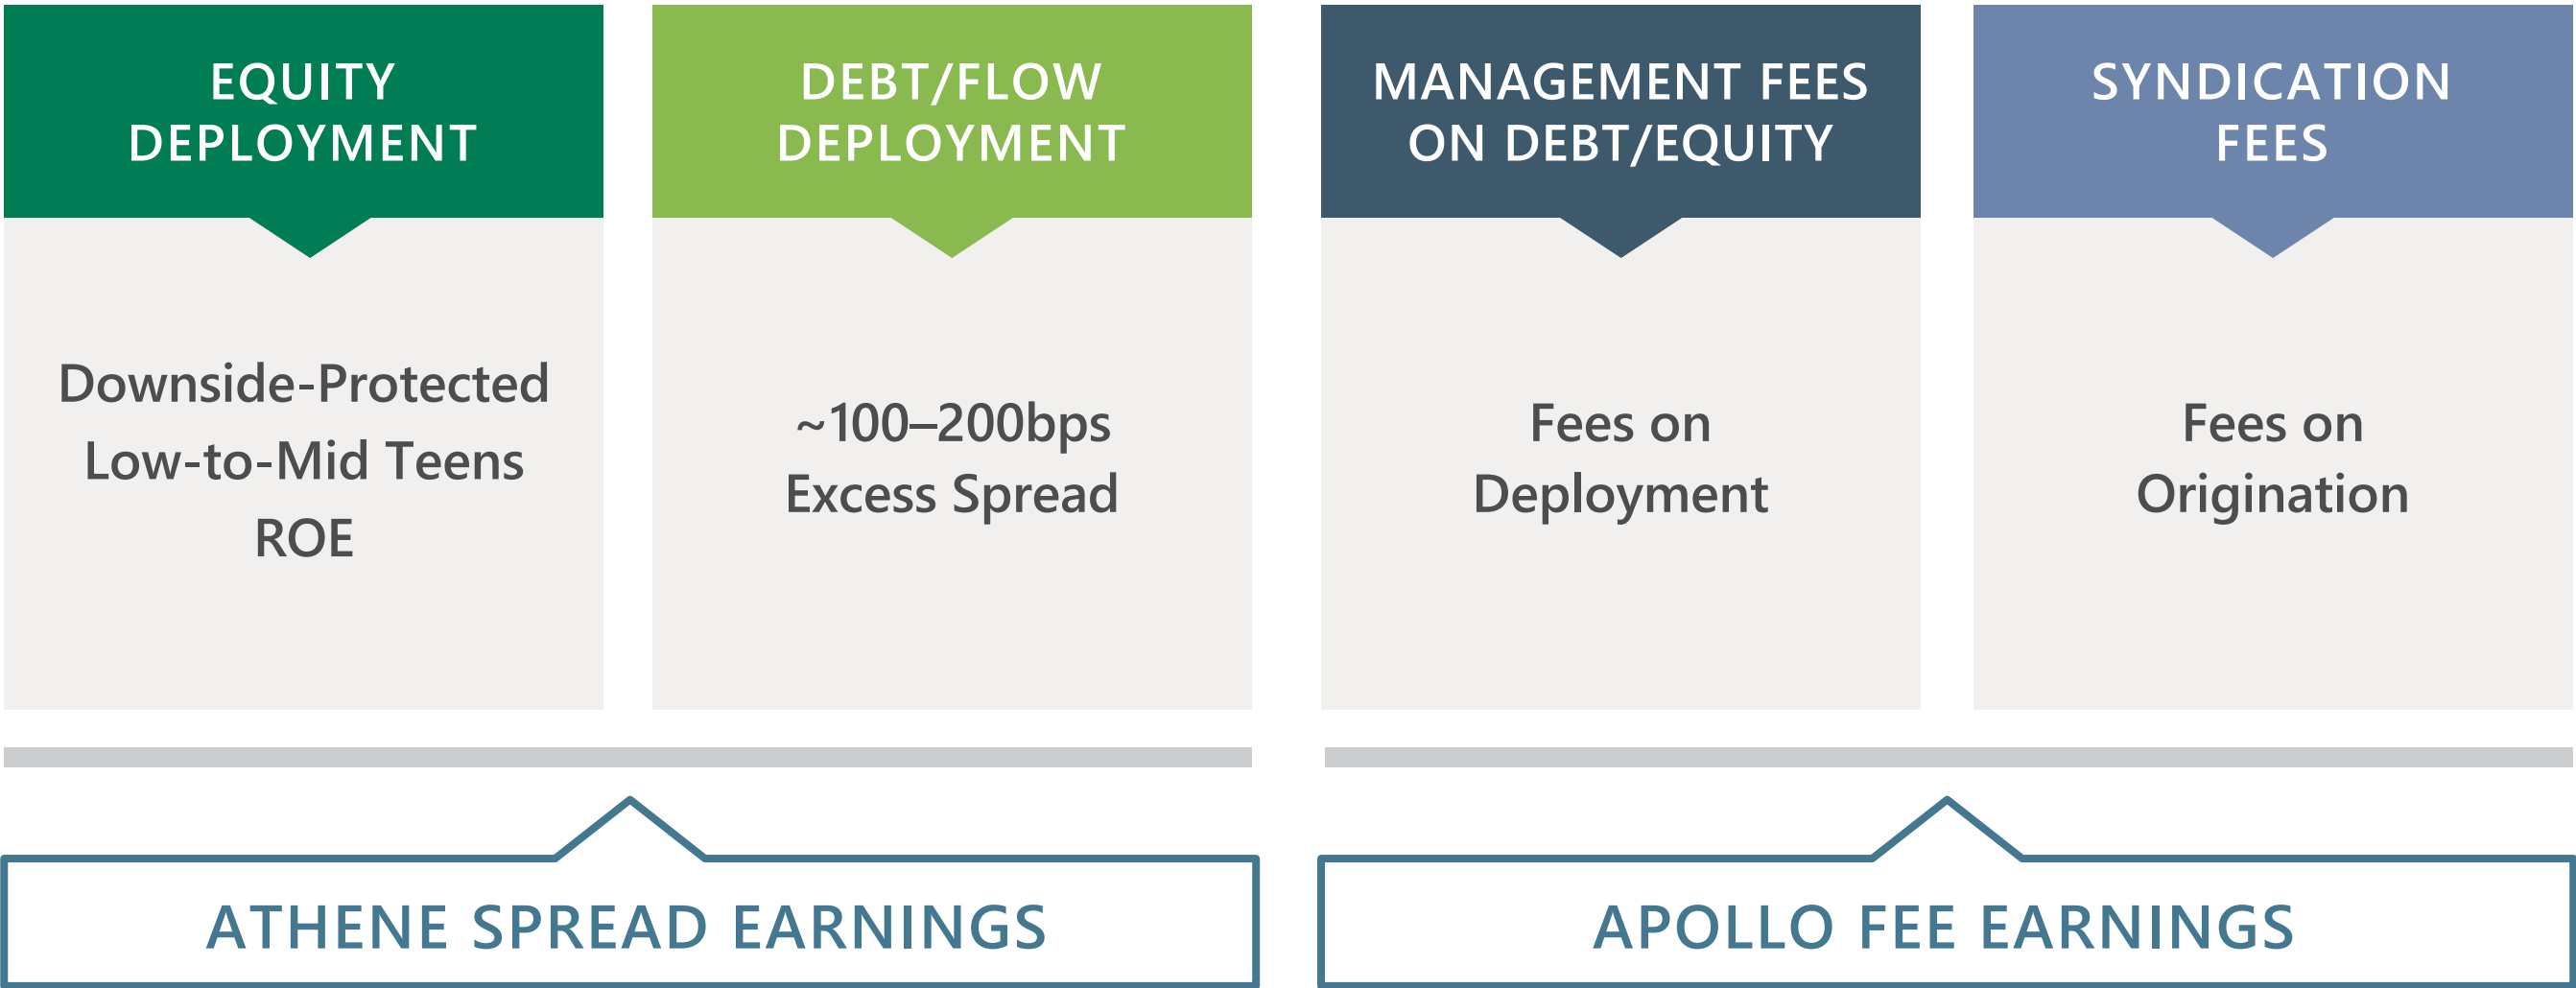 EQUITY
DEPLOYMENT
Downside-Protected
Low-to-Mid Teens
ROE
DEBT/FLOW
DEPLOYMENT
~100–200bps
Excess Spread
MANAGEMENT FEES
ON DEBT/EQUITY
Fees on
Deployment
SYNDICATION
FEES
Fees on
Origination
ATHENE SPREAD EARNINGS
APOLLO FEE EARNINGS